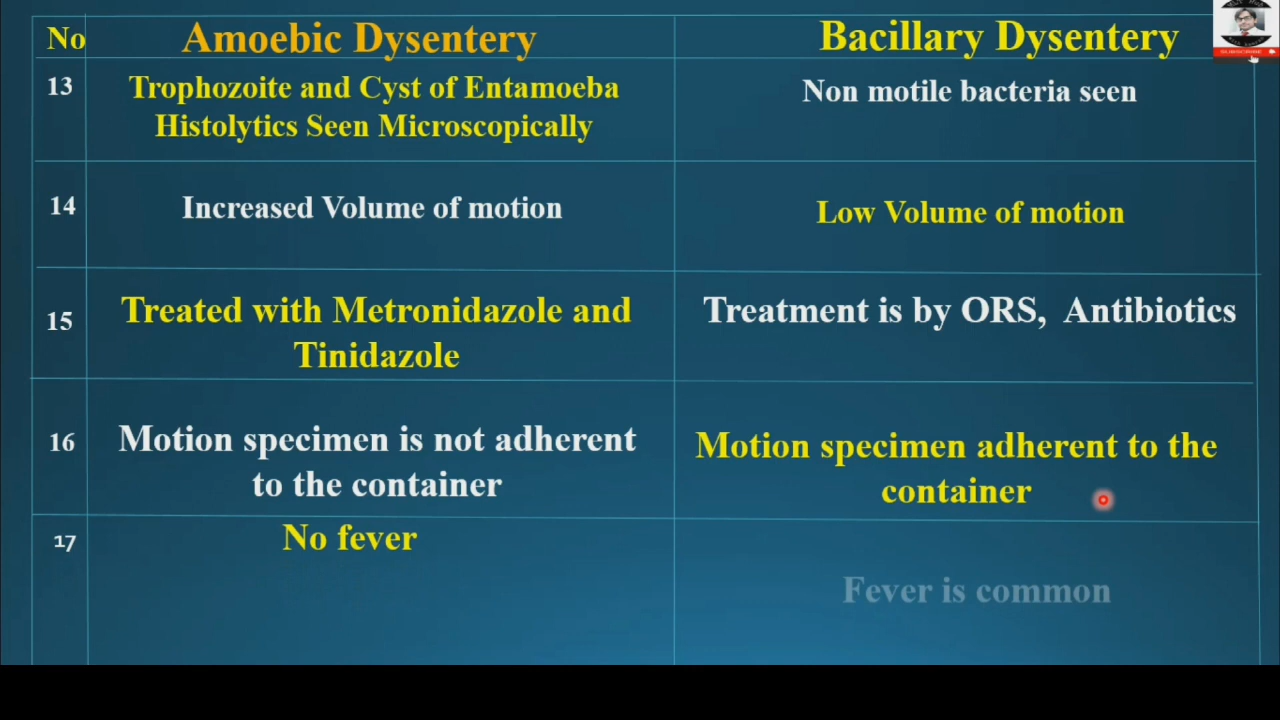 No Amoebic Dysentery Bacillary Dysentery
13 Trophozoite and Cyst of Entamoeba Non motile bacteria seen
Histolytics Seen Microscopically
14 Increased Volume of motion Low Volume of motion
15 Treated with Metronidazole and Treatment is by ORS, Antibiotics
Tinidazole
16 Motion specimen is not adherent Motion specimen adherent to the
to the container container
17 No fever
Fever is common
SUBSCRIBE